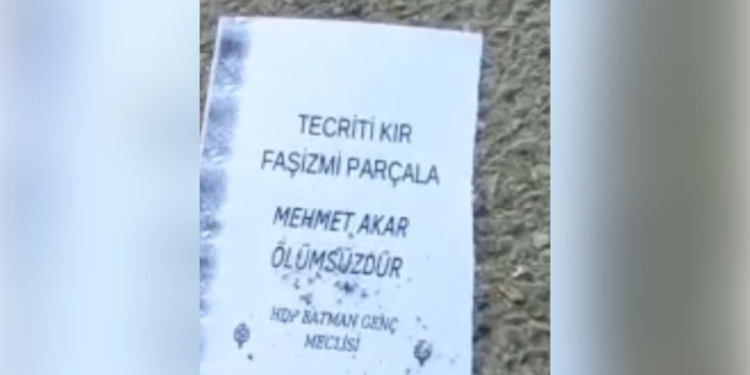 TECRİTİ KIR
FAŞİZMİ PARÇALA
MEHMET AKAR
ÖLÜMSÜZDÜR
HDP BATMAN GENÇ
MECLİSİ